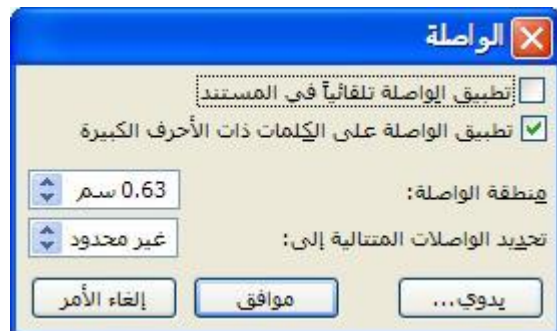 الواصلة
تطبيق الواصلة تلقائياً في المستند
تطبيق الواصلة على الكلمات ذات الأحرف الكبيرة
منطقة الواصلة: 0.63 سم
تحديد الواصلات المتتالية إلى: غير محدود
يدوي... موافق إلغاء الأمر